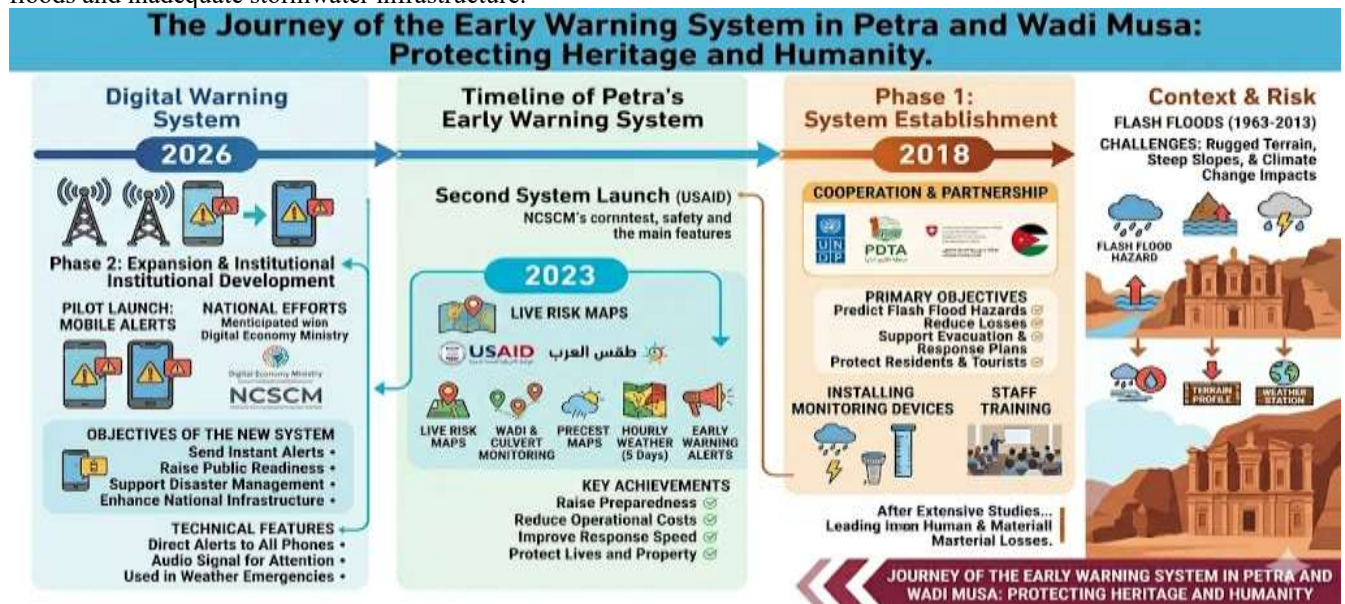 floods and inadequate stormwater infrastructure.
The Journey of the Early Warning System in Petra and Wadi Musa:
Protecting Heritage and Humanity.
Digital Warning
System
2026
Phase 2: Expansion & Institutional
Institutional Development
PILOT LAUNCH:
MOBILE ALERTS
NATIONAL EFFORTS
Menticipated wion
Digital Economy Ministry
Digital Economy Ministry
NCSCM
OBJECTIVES OF THE NEW SYSTEM
Send Instant Alerts •
Raise Public Readiness •
Support Disaster Management •
Enhance National Infrastructure •
TECHNICAL FEATURES
Direct Alerts to All Phones •
Audio Signal for Attention •
Used in Weather Emergencies •
Timeline of Petra's
Early Warning System
Second System Launch (USAID)
NCSCM's cornntest, safety and
the main features
2023
LIVE RISK MAPS
USAID
طقس العرب
LIVE RISK
MAPS
WADI &
CULVERT
MONITORING
PRECEST
MAPS
HOURLY
WEATHER
(5 Days)
EARLY
WARNING
ALERTS
KEY ACHIEVEMENTS
Raise Preparedness
Reduce Operational Costs
Improve Response Speed
Protect Lives and Property
Phase 1:
System Establishment
2018
COOPERATION & PARTNERSHIP
UN
DP
PDTA
PRIMARY OBJECTIVES
Predict Flash Flood Hazards
Reduce Losses
Support Evacuation &
Response Plans
Protect Residents & Tourists
INSTALLING
MONITORING DEVICES
STAFF
TRAINING
After Extensive Studies...
Leading Human & Materiall
Masterial Losses.
Context & Risk
FLASH FLOODS (1963-2013)
CHALLENGES: Rugged Terrain,
Steep Slopes, & Climate
Change Impacts
FLASH FLOOD
HAZARD
TERRAIN
PROFILE
WEATHER
STATION
JOURNEY OF THE EARLY WARNING SYSTEM IN PETRA AND
WADI MUSA: PROTECTING HERITAGE AND HUMANITY